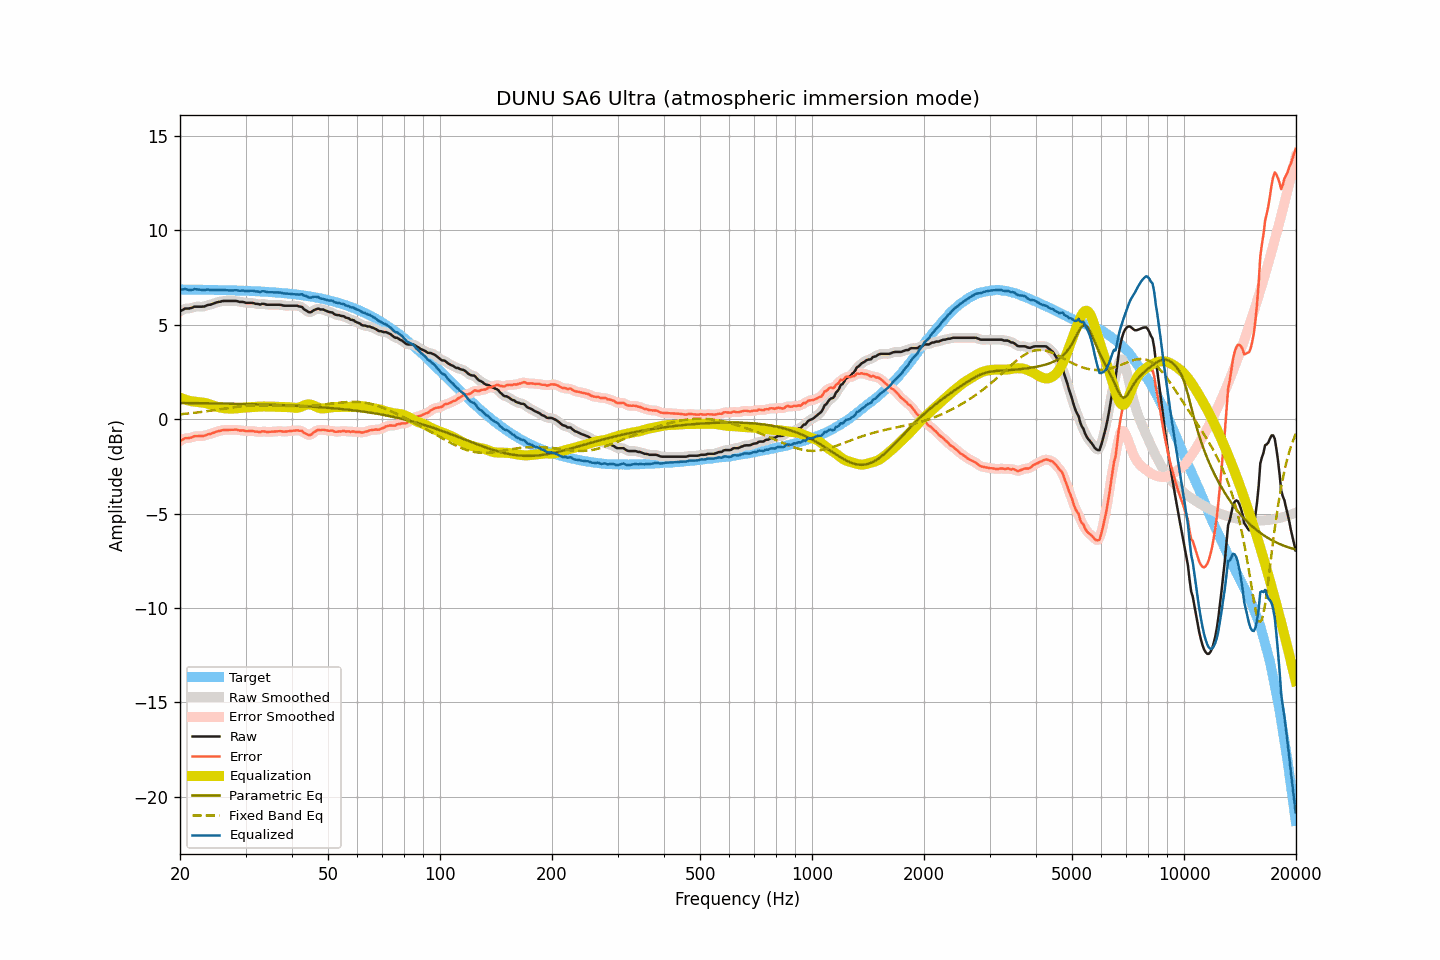 DUNU SA6 Ultra (atmospheric immersion mode)
15
10
5
0
−5
−10
−15
−20
Amplitude (dBr)
Target
Raw Smoothed
Error Smoothed
Raw
Error
Equalization
Parametric Eq
Fixed Band Eq
Equalized
20 50 100 200 500 1000 2000 5000 10000 20000
Frequency (Hz)